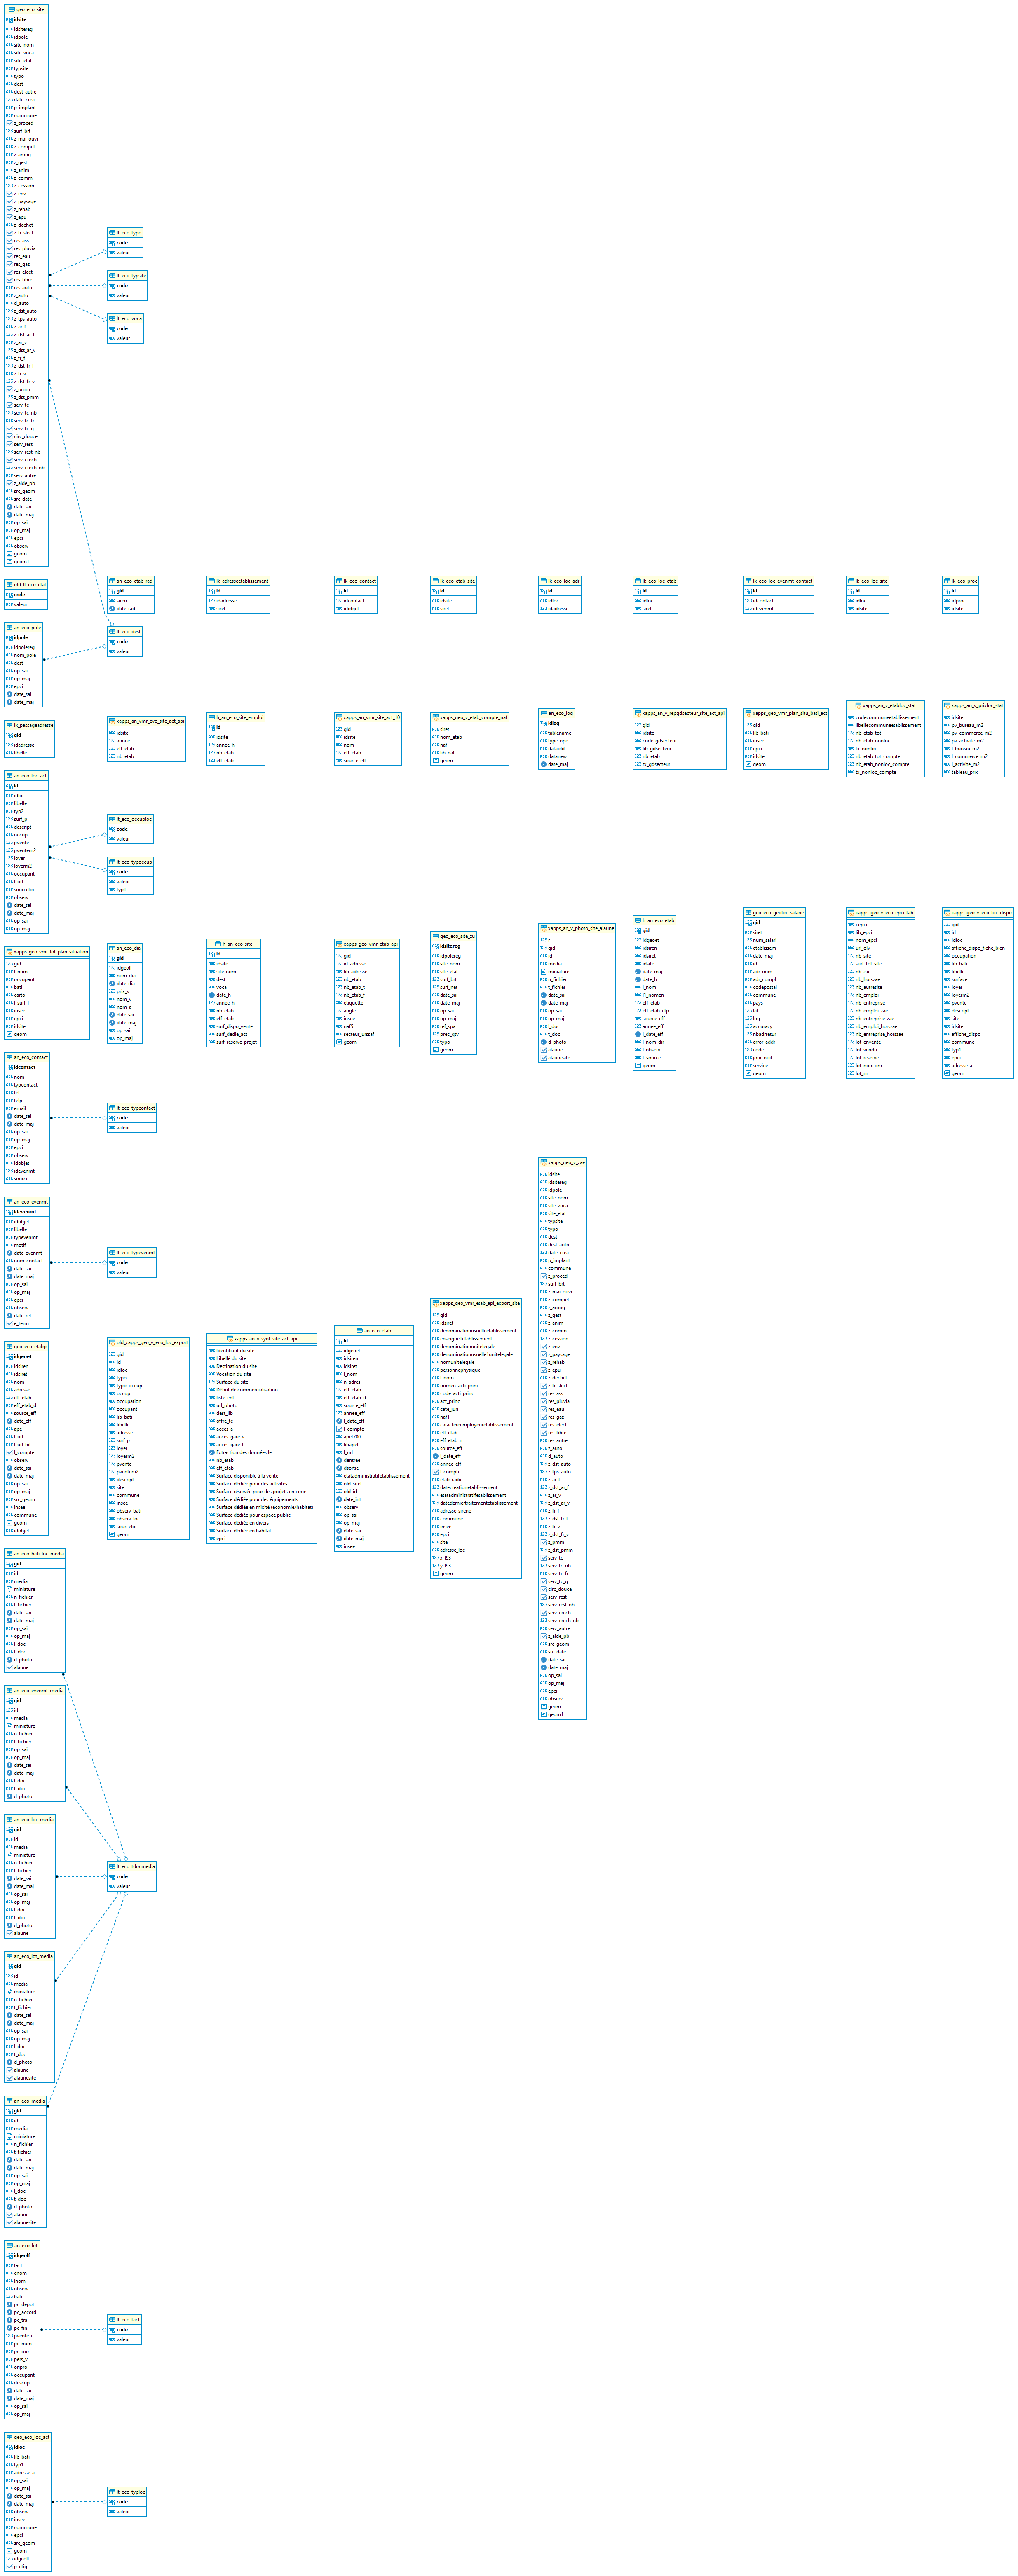 geo_eco_site
idsite
idsitereg
idpole
site_nom
site_voca
site_etat
typsite
typo
dest
dest_autre
date_crea
p_implant
commune
z_proced
surf_brt
z_mai_ouvr
z_compet
z_amng
z_gest
z_anim
z_comm
z_cession
z_env
z_paysage
z_rehab
z_epu
z_dechet
z_tr_slect
res_ass
res_pluvia
res_eau
res_gaz
res_elect
res_fibre
res_autre
z_auto
d_auto
z_dst_auto
z_tps_auto
z_ar_f
z_dst_ar_f
z_ar_v
z_dst_ar_v
z_fr_f
z_dst_fr_f
z_fr_v
z_dst_fr_v
z_pmm
z_dst_pmm
serv_tc
serv_tc_nb
serv_tc_fr
serv_tc_g
circ_douce
serv_rest
serv_rest_nb
serv_crech
serv_crech_nb
serv_autre
z_aide_pb
src_geom
src_date
date_sai
date_maj
op_sai
op_maj
epci
observ
geom
geom1
lt_eco_typo
code
valeur
lt_eco_typsite
code
valeur
lt_eco_voca
code
valeur
old_lt_eco_etat
code
valeur
an_eco_etab_rad
gid
siren
date_rad
lk_adresseetablissement
id
idadresse
siret
lk_eco_contact
id
idcontact
idobjet
lk_eco_etab_site
id
idsite
siret
lk_eco_loc_adr
id
idloc
idadresse
lk_eco_loc_etab
id
idloc
siret
lk_eco_loc_evenmt_contact
id
idcontact
idevenmt
lk_eco_loc_site
id
idloc
idsite
lk_eco_proc
id
idproc
idsite
an_eco_pole
idpole
idpolereg
nom_pole
dest
op_sai
op_maj
epci
date_sai
date_maj
lt_eco_dest
code
valeur
lk_passageadresse
gid
idadresse
libelle
xapps_an_vmr_evo_site_act_api
idsite
annee
eff_etab
nb_etab
h_an_eco_site_emploi
id
idsite
annee_h
nb_etab
eff_etab
xapps_an_vmr_site_act_10
gid
idsite
nom
eff_etab
source_eff
xapps_geo_v_etab_compte_naf
siret
nom_etab
naf
lib_naf
geom
an_eco_log
idlog
tablename
type_ope
dataold
datanew
date_maj
xapps_an_v_repgdsecteur_site_act_api
gid
idsite
code_gdsecteur
lib_gdsecteur
nb_etab
tx_gdsecteur
xapps_geo_vmr_plan_situ_bati_act
gid
lib_bati
insee
epci
idsite
geom
xapps_an_v_etabloc_stat
codecommuneetablissement
libellecommuneetablissement
nb_etab_tot
nb_etab_nonloc
tx_nonloc
nb_etab_tot_compte
nb_etab_nonloc_compte
tx_nonloc_compte
xapps_an_v_prixloc_stat
idsite
pv_bureau_m2
pv_commerce_m2
pv_activite_m2
l_bureau_m2
l_commerce_m2
l_activite_m2
tableau_prix
an_eco_loc_act
id
idloc
libelle
typ2
surf_p
descript
occup
pvente
pventem2
loyer
loyerm2
occupant
l_url
sourceloc
observ
date_sai
date_maj
op_sai
op_maj
lt_eco_occuploc
code
valeur
lt_eco_typoccup
code
valeur
typ1
xapps_geo_vmr_lot_plan_situation
gid
l_nom
occupant
bati
carto
l_surf_l
insee
epci
idsite
geom
an_eco_dia
gid
idgeolf
num_dia
date_dia
prix_v
nom_v
nom_a
date_sai
date_maj
op_sai
op_maj
h_an_eco_site
id
idsite
site_nom
dest
voca
date_h
annee_h
nb_etab
eff_etab
surf_dispo_vente
surf_dedie_act
surf_reserve_projet
xapps_geo_vmr_etab_api
gid
id_adresse
lib_adresse
nb_etab
nb_etab_t
nb_etab_f
etiquette
angle
insee
naf5
secteur_urssaf
geom
geo_eco_site_zu
idsitereg
idpolereg
site_nom
site_etat
surf_brt
surf_net
date_sai
date_maj
op_sai
op_maj
ref_spa
proc_qtv
typo
geom
xapps_an_v_photo_site_alaune
r
gid
id
media
miniature
n_fichier
t_fichier
date_sai
date_maj
op_sai
op_maj
l_doc
t_doc
d_photo
alaune
alaunesite
h_an_eco_etab
gid
idgeoet
idsiren
idsiret
idsite
date_maj
date_h
l_nom
l1_nomen
eff_etab
eff_etab_etp
source_eff
annee_eff
l_date_eff
l_nom_dir
l_observ
t_source
geom
geo_eco_geoloc_salarie
gid
siret
num_salari
etablissem
date_maj
id
adr_num
adr_compl
codepostal
commune
pays
lat
lng
accuracy
nbadrretur
error_addr
code
jour_nuit
service
geom
xapps_geo_v_eco_epci_tab
cepci
lib_epci
nom_epci
url_olv
nb_site
surf_tot_site
nb_zae
nb_horszae
nb_autresite
nb_emploi
nb_entreprise
nb_emploi_zae
nb_entreprise_zae
nb_emploi_horszae
nb_entreprise_horszae
lot_envente
lot_vendu
lot_reserve
lot_noncom
lot_nr
xapps_geo_v_eco_loc_dispo
gid
id
idloc
affiche_dispo_fiche_bien
occupation
lib_bati
libelle
surface
loyer
loyerm2
pvente
descript
site
idsite
affiche_dispo
commune
typ1
epci
adresse_a
geom
an_eco_contact
idcontact
nom
typcontact
tel
telp
email
date_sai
date_maj
op_sai
op_maj
epci
observ
idobjet
idevenmt
source
lt_eco_typcontact
code
valeur
xapps_geo_v_zae
idsite
idsitereg
idpole
site_nom
site_voca
site_etat
typsite
typo
dest
dest_autre
date_crea
p_implant
commune
z_proced
surf_brt
z_mai_ouvr
z_compet
z_amng
z_gest
z_anim
z_comm
z_cession
z_env
z_paysage
z_rehab
z_epu
z_dechet
z_tr_slect
res_ass
res_pluvia
res_eau
res_gaz
res_elect
res_fibre
res_autre
z_auto
d_auto
z_dst_auto
z_tps_auto
z_ar_f
z_dst_ar_f
z_ar_v
z_dst_ar_v
z_fr_f
z_dst_fr_f
z_fr_v
z_dst_fr_v
z_pmm
z_dst_pmm
serv_tc
serv_tc_nb
serv_tc_fr
serv_tc_g
circ_douce
serv_rest
serv_rest_nb
serv_crech
serv_crech_nb
serv_autre
z_aide_pb
src_geom
src_date
date_sai
date_maj
op_sai
op_maj
epci
observ
geom
geom1
an_eco_evenmt
idevenmt
idobjet
libelle
typevenmt
motif
date_evenmt
nom_contact
date_sai
date_maj
op_sai
op_maj
epci
observ
date_rel
e_term
lt_eco_typevenmt
code
valeur
geo_eco_etabp
idgeoet
idsiren
idsiret
nom
adresse
eff_etab
eff_etab_d
source_eff
date_eff
ape
l_url
l_url_bil
l_compte
observ
date_sai
date_maj
op_sai
op_maj
src_geom
insee
commune
geom
idobjet
old_xapps_geo_v_eco_loc_export
gid
id
idloc
typo
typo_occup
occup
occupation
occupant
lib_bati
libelle
adresse
surf_p
loyer
loyerm2
pvente
pventem2
descript
site
commune
insee
observ_bati
observ_loc
sourceloc
geom
xapps_an_v_synt_site_act_api
Identifiant du site
Libellé du site
Destination du site
Vocation du site
Surface du site
Début de commercialisation
liste_ent
url_photo
dest_lib
offre_tc
acces_a
acces_gare_v
acces_gare_f
Extraction des données le
nb_etab
eff_etab
Surface disponible à la vente
Surface dédiée pour des activités
Surface réservée pour des projets en cours
Surface dédiée pour des équipements
Surface dédiée en mixité (économie/habitat)
Surface dédiée pour espace public
Surface dédiée en divers
Surface dédiée en habitat
epci
an_eco_etab
id
idgeoet
idsiren
idsiret
l_nom
n_adres
eff_etab
eff_etab_d
source_eff
annee_eff
l_date_eff
l_compte
apet700
libapet
l_url
dentree
dsortie
etatadministratifetablissement
old_siret
old_id
date_int
observ
op_sai
op_maj
date_sai
date_maj
insee
xapps_geo_vmr_etab_api_export_site
gid
idsiret
denominationusuelleetablissement
enseigne1etablissement
denominationunitelegale
denominationusuelle1unitelegale
nomunitelegale
personnephysique
l_nom
nomen_acti_princ
code_acti_princ
act_princ
cate_juri
naf1
caractereemployeuretablissement
eff_etab
eff_etab_n
source_eff
l_date_eff
annee_eff
l_compte
etab_radie
datecreationetablissement
etatadministratifetablissement
datederniertraitementetablissement
adresse_sirene
commune
insee
epci
site
adresse_loc
x_l93
y_l93
geom
an_eco_bati_loc_media
gid
id
media
miniature
n_fichier
t_fichier
date_sai
date_maj
op_sai
op_maj
l_doc
t_doc
d_photo
alaune
an_eco_evenmt_media
gid
id
media
miniature
n_fichier
t_fichier
op_sai
op_maj
date_sai
date_maj
l_doc
t_doc
d_photo
an_eco_loc_media
gid
id
media
miniature
n_fichier
t_fichier
date_sai
date_maj
op_sai
op_maj
l_doc
t_doc
d_photo
alaune
lt_eco_tdocmedia
code
valeur
an_eco_lot_media
gid
id
media
miniature
n_fichier
t_fichier
date_sai
date_maj
op_sai
op_maj
l_doc
t_doc
d_photo
alaune
alaunesite
an_eco_media
gid
id
media
miniature
n_fichier
t_fichier
date_sai
date_maj
op_sai
op_maj
l_doc
t_doc
d_photo
alaune
alaunesite
an_eco_lot
idgeolf
tact
cnom
lnom
observ
bati
pc_depot
pc_accord
pc_tra
pc_fin
pvente_e
pc_num
pc_mo
pers_v
oripro
occupant
descrip
date_sai
date_maj
op_sai
op_maj
lt_eco_tact
code
valeur
geo_eco_loc_act
idloc
lib_bati
typ1
adresse_a
op_sai
op_maj
date_sai
date_maj
observ
insee
commune
epci
src_geom
geom
idgeolf
p_etiq
lt_eco_typloc
code
valeur